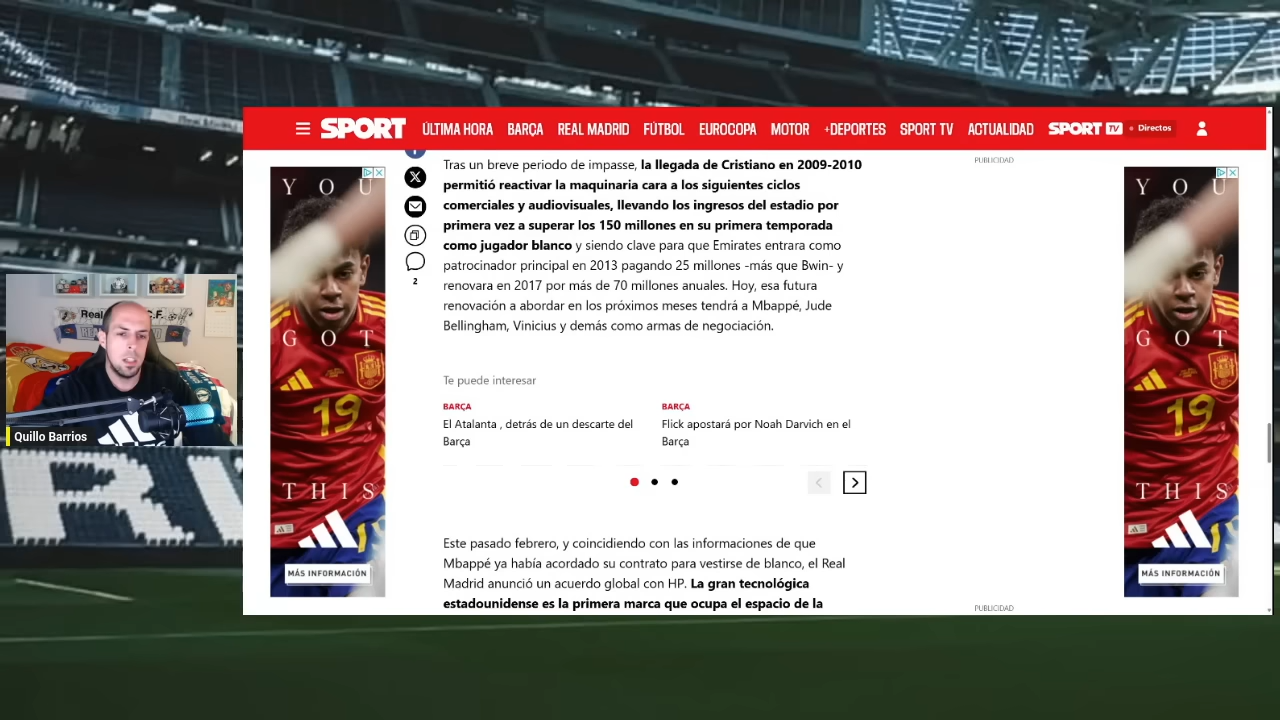 SPORT ÚLTIMA HORA BARÇA REAL MADRID FÚTBOL EUROCOPA MOTOR +DEPORTES SPORT TV ACTUALIDAD SPORT TV Directos
PUBLICIDAD
YOU
GOT
19
THIS
MÁS INFORMACIÓN
2
Tras un breve periodo de impasse, la llegada de Cristiano en 2009-2010
permitió reactivar la maquinaria cara a los siguientes ciclos
comerciales y audiovisuales, llevando los ingresos del estadio por
primera vez a superar los 150 millones en su primera temporada
como jugador blanco y siendo clave para que Emirates entrara como
patrocinador principal en 2013 pagando 25 millones -más que Bwin- y
renovara en 2017 por más de 70 millones anuales. Hoy, esa futura
renovación a abordar en los próximos meses tendrá a Mbappé, Jude
Bellingham, Vinicius y demás como armas de negociación.
Te puede interesar
BARÇA
El Atalanta , detrás de un descarte del
Barça
BARÇA
Flick apostará por Noah Darvich en el
Barça
Este pasado febrero, y coincidiendo con las informaciones de que
Mbappé ya había acordado su contrato para vestirse de blanco, el Real
Madrid anunció un acuerdo global con HP. La gran tecnológica
estadounidense es la primera marca que ocupa el espacio de la
YOU
GOT
19
THIS
MÁS INFORMACIÓN
PUBLICIDAD
Quillo Barrios